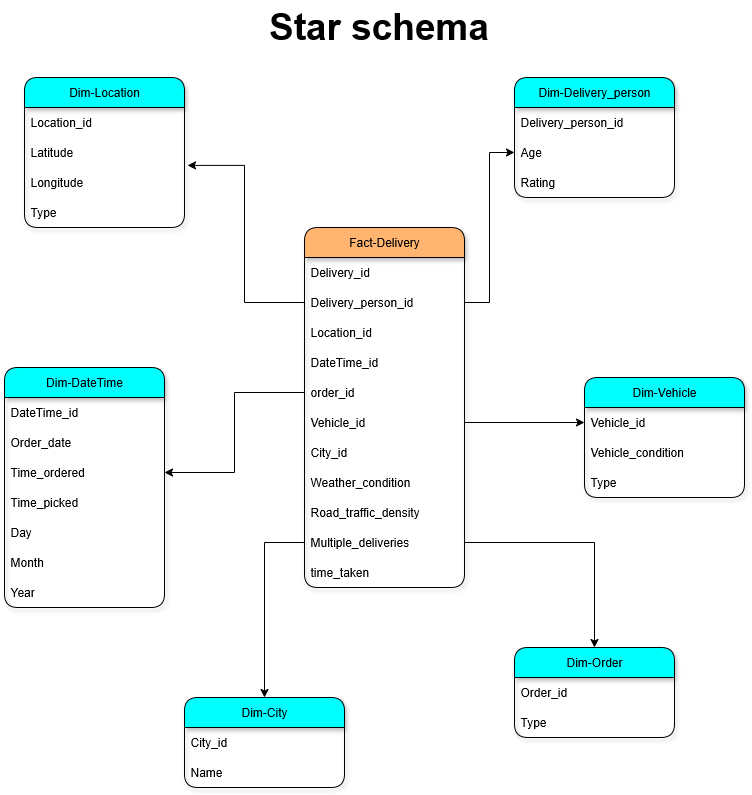 Star schema
Dim-Location
Location_id
Latitude
Longitude
Type
Dim-Delivery_person
Delivery_person_id
Age
Rating
Fact-Delivery
Delivery_id
Delivery_person_id
Location_id
DateTime_id
order_id
Vehicle_id
City_id
Weather_condition
Road_traffic_density
Multiple_deliveries
time_taken
Dim-DateTime
DateTime_id
Order_date
Time_ordered
Time_picked
Day
Month
Year
Dim-Vehicle
Vehicle_id
Vehicle_condition
Type
Dim-Order
Order_id
Type
Dim-City
City_id
Name